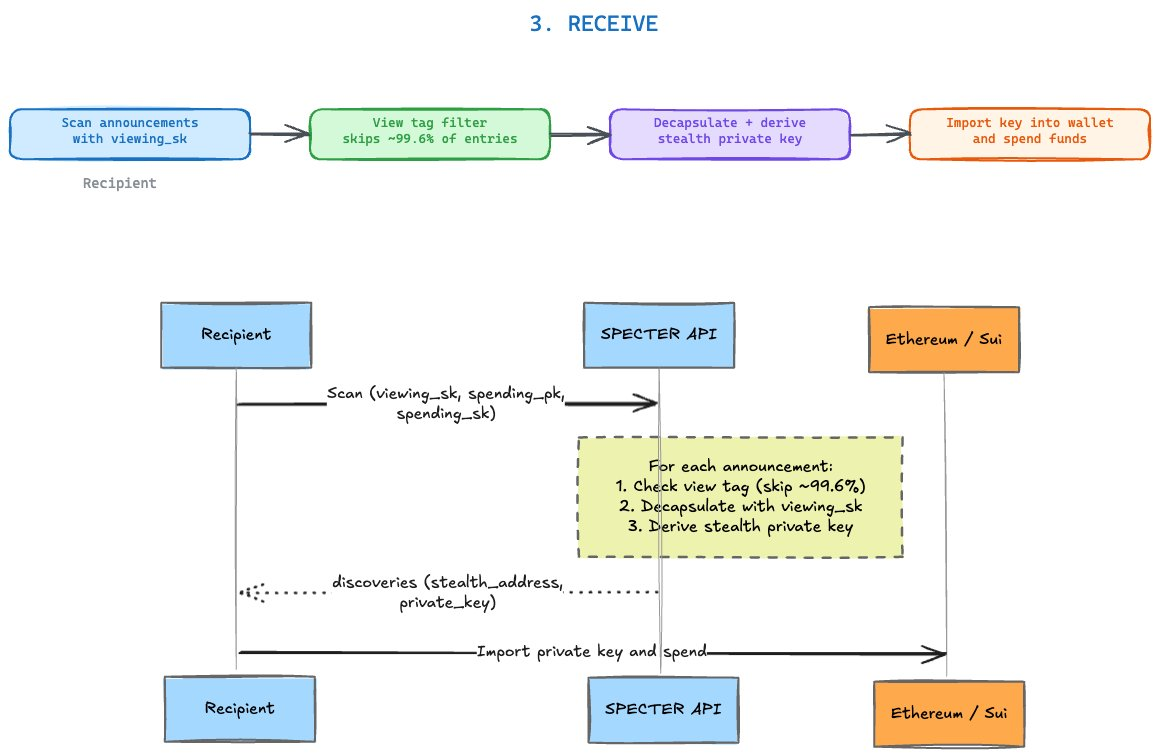 3. RECEIVE
Scan announcements
with viewing_sk
View tag filter
skips ~99.6% of entries
Decapsulate + derive
stealth private key
Import key into wallet
and spend funds
Recipient
Recipient
SPECTER API
Ethereum / Sui
Scan (viewing_sk, spending_pk,
spending_sk)
For each announcement:
1. Check view tag (skip ~99.6%)
2. Decapsulate with viewing_sk
3. Derive stealth private key
discoveries (stealth_address,
private_key)
Import private key and spend
Recipient
SPECTER API
Ethereum / Sui